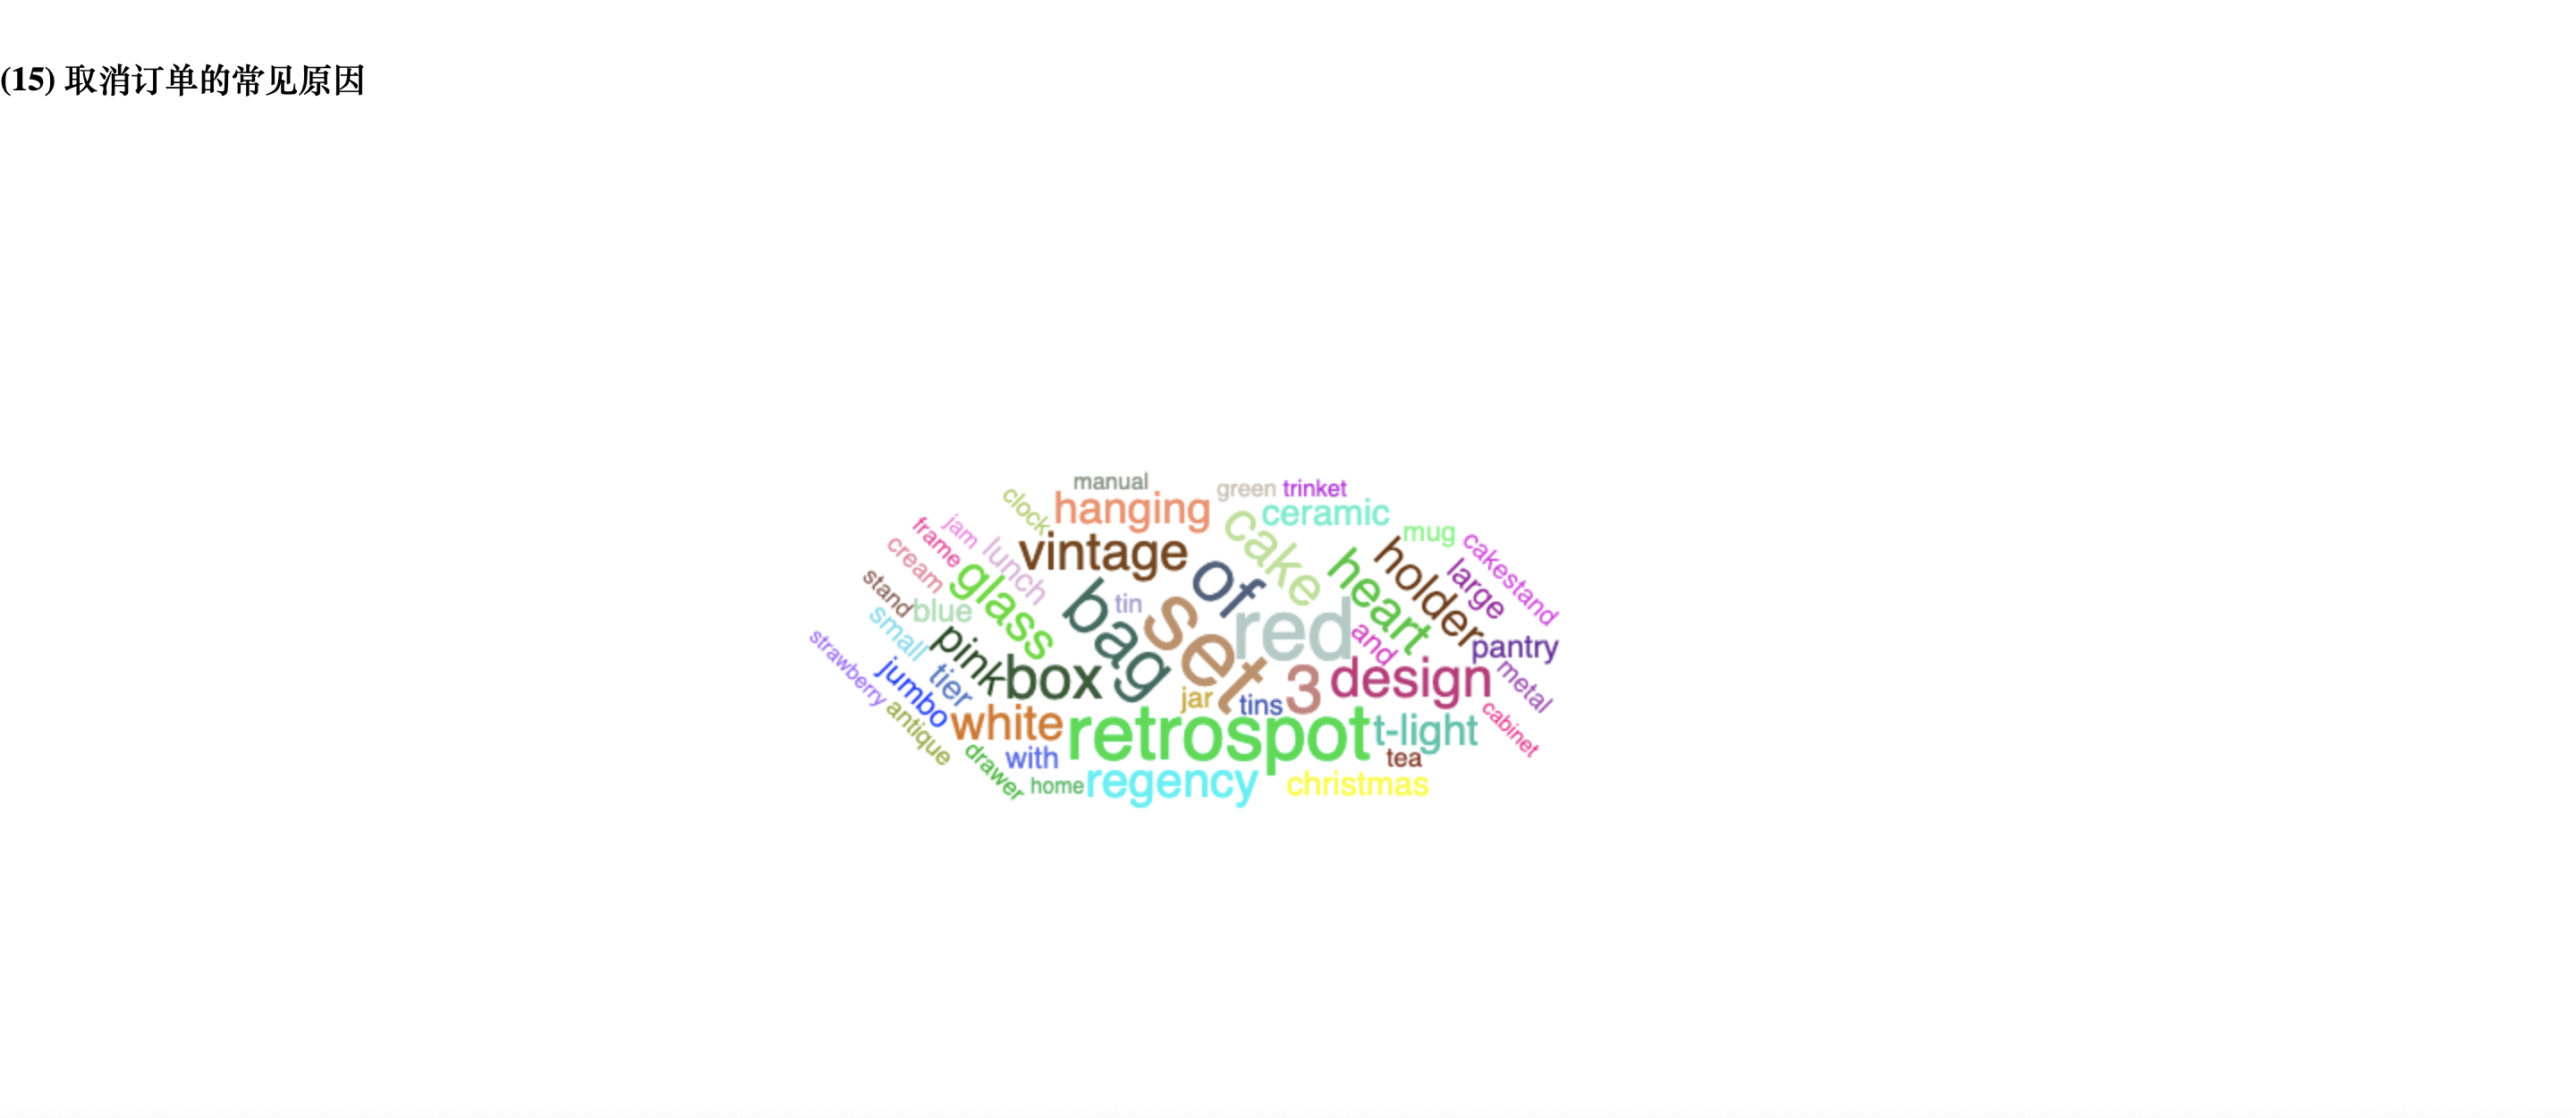 (15) 取消订单的常见原因
manual
green trinket
clock
hanging
ceramic
cake
mug
jam
frame
cream
lunch
vintage
holder
cakestand
large
heart
of
glass
stand
blue
tin
bag
set
red
and
small
pink
pantry
strawberry
jumbo
tier
box
3
design
metal
jar
tins
antique
white
retrospot
t-light
cabinet
with
tea
drawer
home
regency
christmas